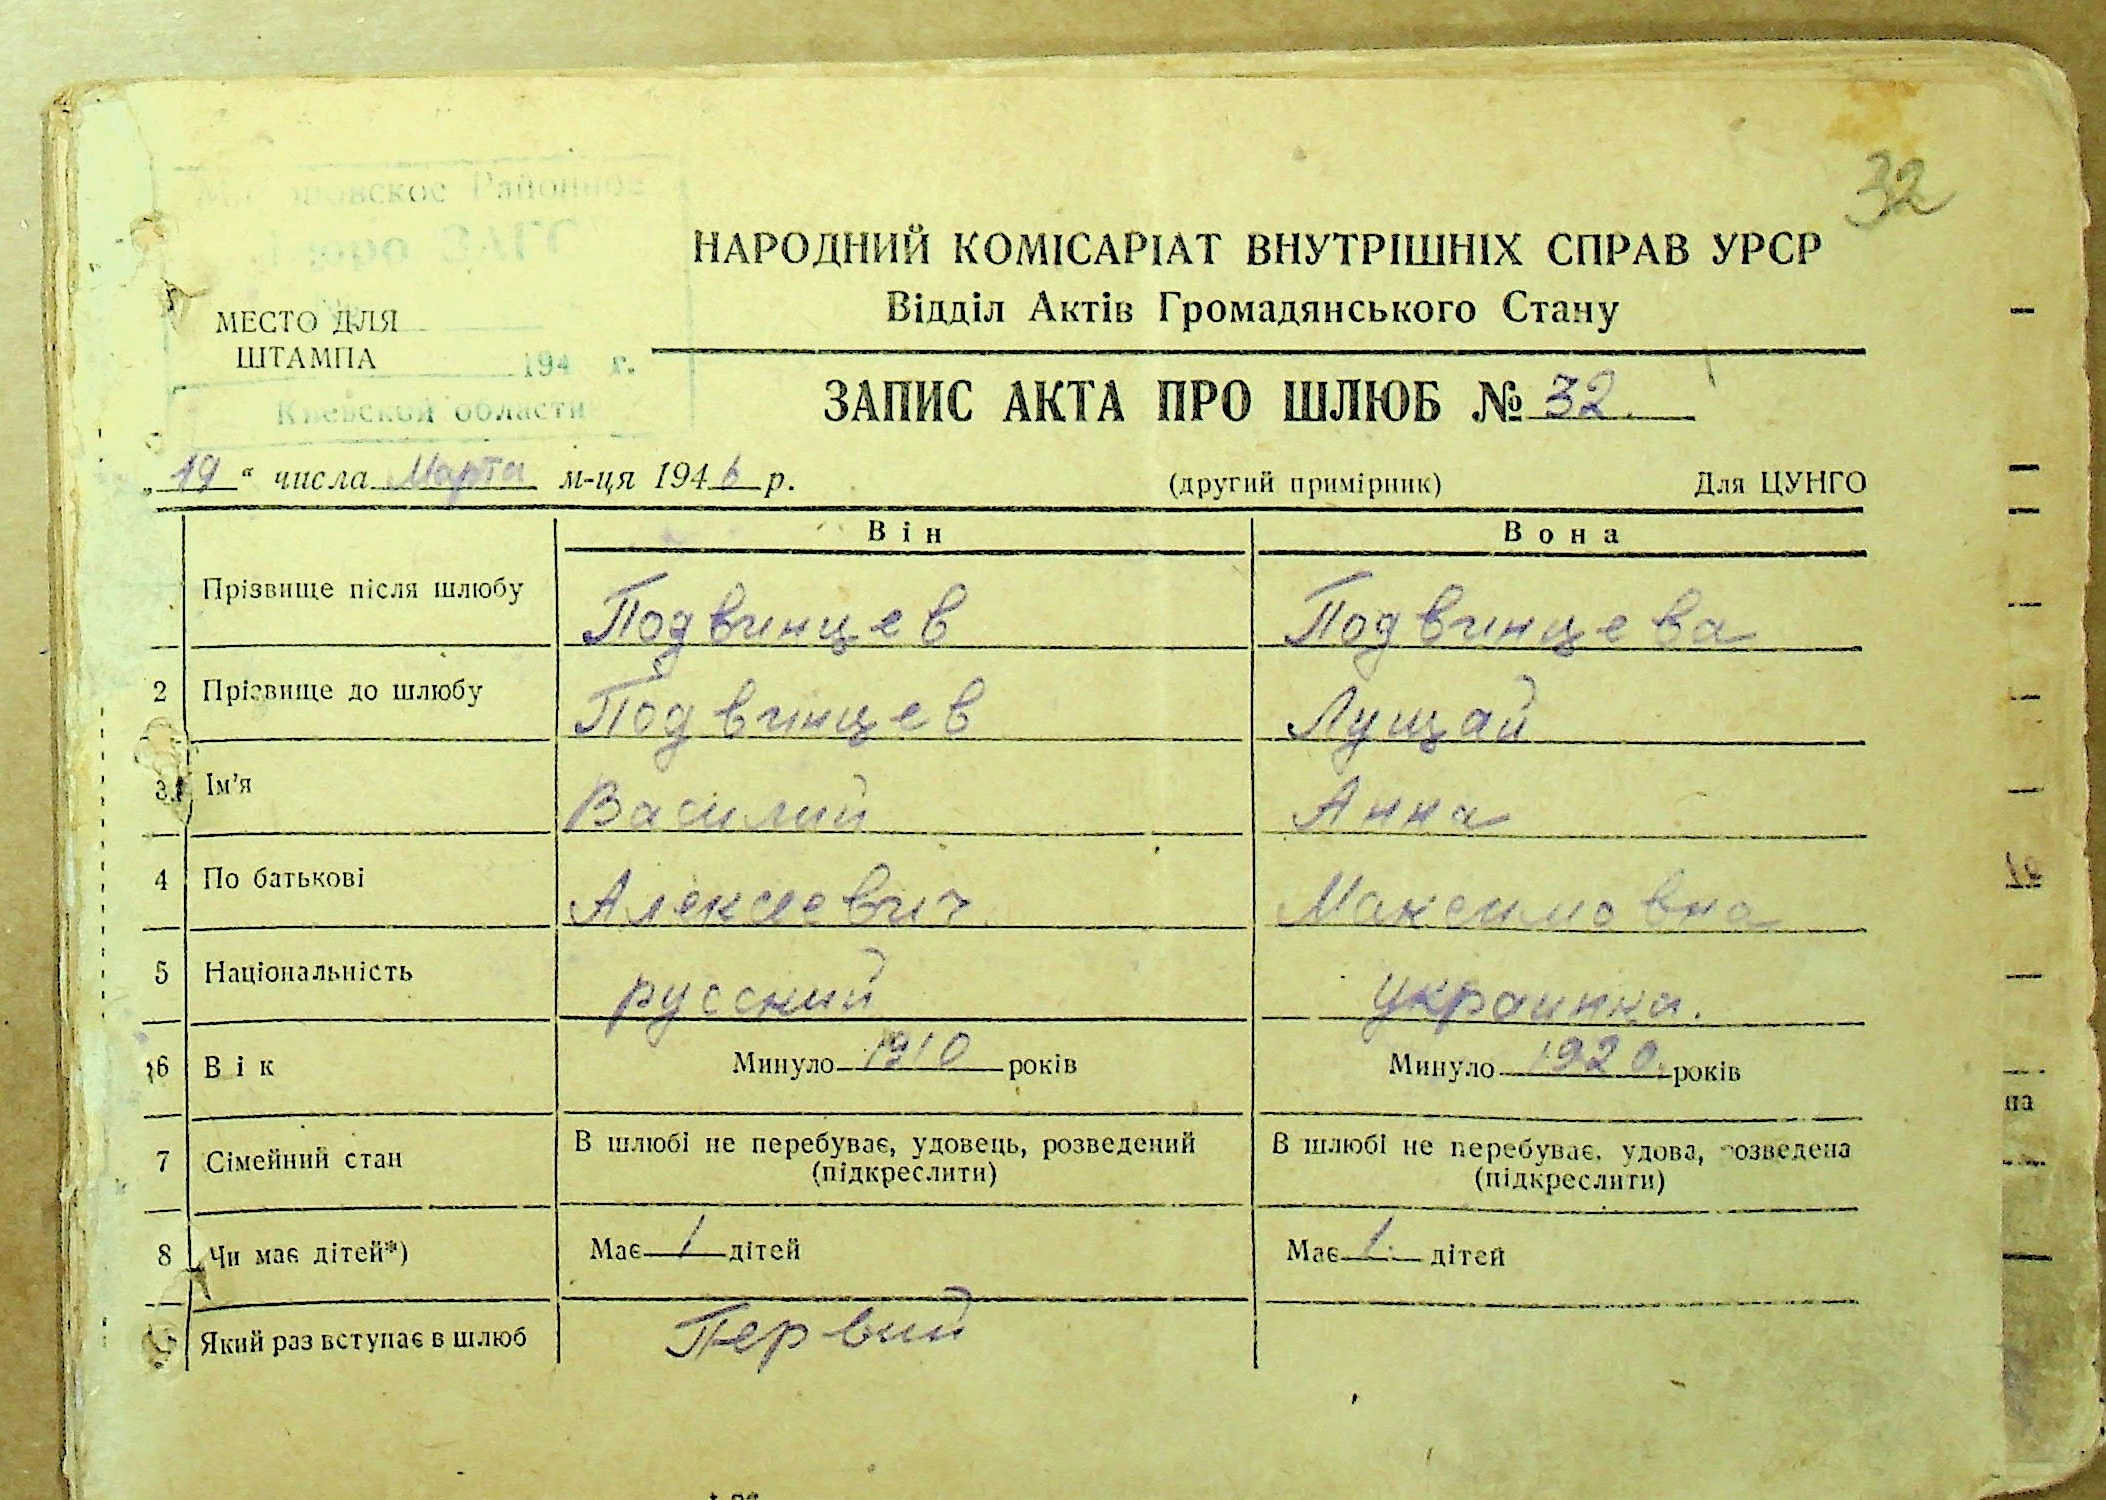 32
Районное
ЗАГС
НАРОДНИЙ КОМІСАРІАТ ВНУТРІШНІХ СПРАВ УРСР
Відділ Актів Громадянського Стану
МЕСТО ДЛЯ
ШТАМПА
194 г.
Киевской области
ЗАПИС АКТА ПРО ШЛЮБ № 32.
„19“ числа Марта м-ця 1946 р.
(другий примірник) Для ЦУНГО
Він Вона
Прізвище після шлюбу Подвинцев Подвинцева
2 Прізвище до шлюбу Подвинцев Лущай
3 Ім'я Василий Анна
4 По батькові Алексеевич Максимовна
5 Національність русский украинка.
6 Вік Минуло 1910 років Минуло 1920. років
7 Сімейний стан В шлюбі не перебуває, удовець, розведений В шлюбі не перебуває, удова, розведена
(підкреслити) (підкреслити)
8 Чи має дітей*) Має 1 дітей Має 1. дітей
Який раз вступає в шлюб Первий